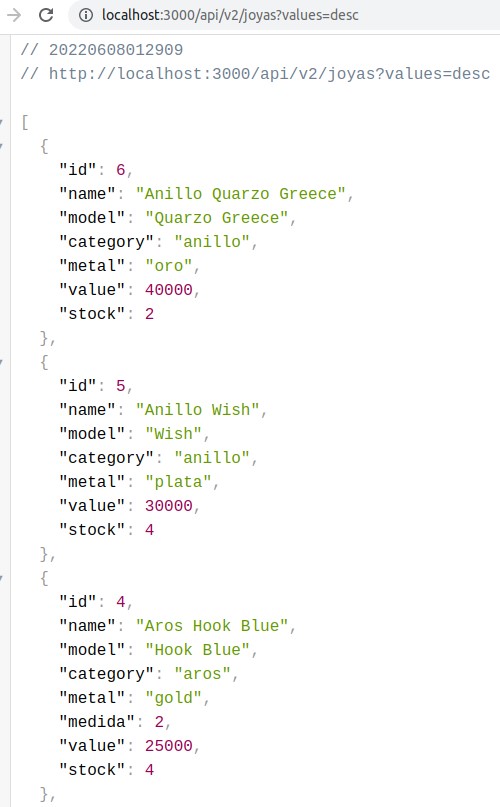 localhost:3000/api/v2/joyas?values=desc
// 20220608012909
// http://localhost:3000/api/v2/joyas?values=desc
[
{
"id": 6,
"name": "Anillo Quarzo Greece",
"model": "Quarzo Greece",
"category": "anillo",
"metal": "oro",
"value": 40000,
"stock": 2
},
{
"id": 5,
"name": "Anillo Wish",
"model": "Wish",
"category": "anillo",
"metal": "plata",
"value": 30000,
"stock": 4
},
{
"id": 4,
"name": "Aros Hook Blue",
"model": "Hook Blue",
"category": "aros",
"metal": "gold",
"medida": 2,
"value": 25000,
"stock": 4
},